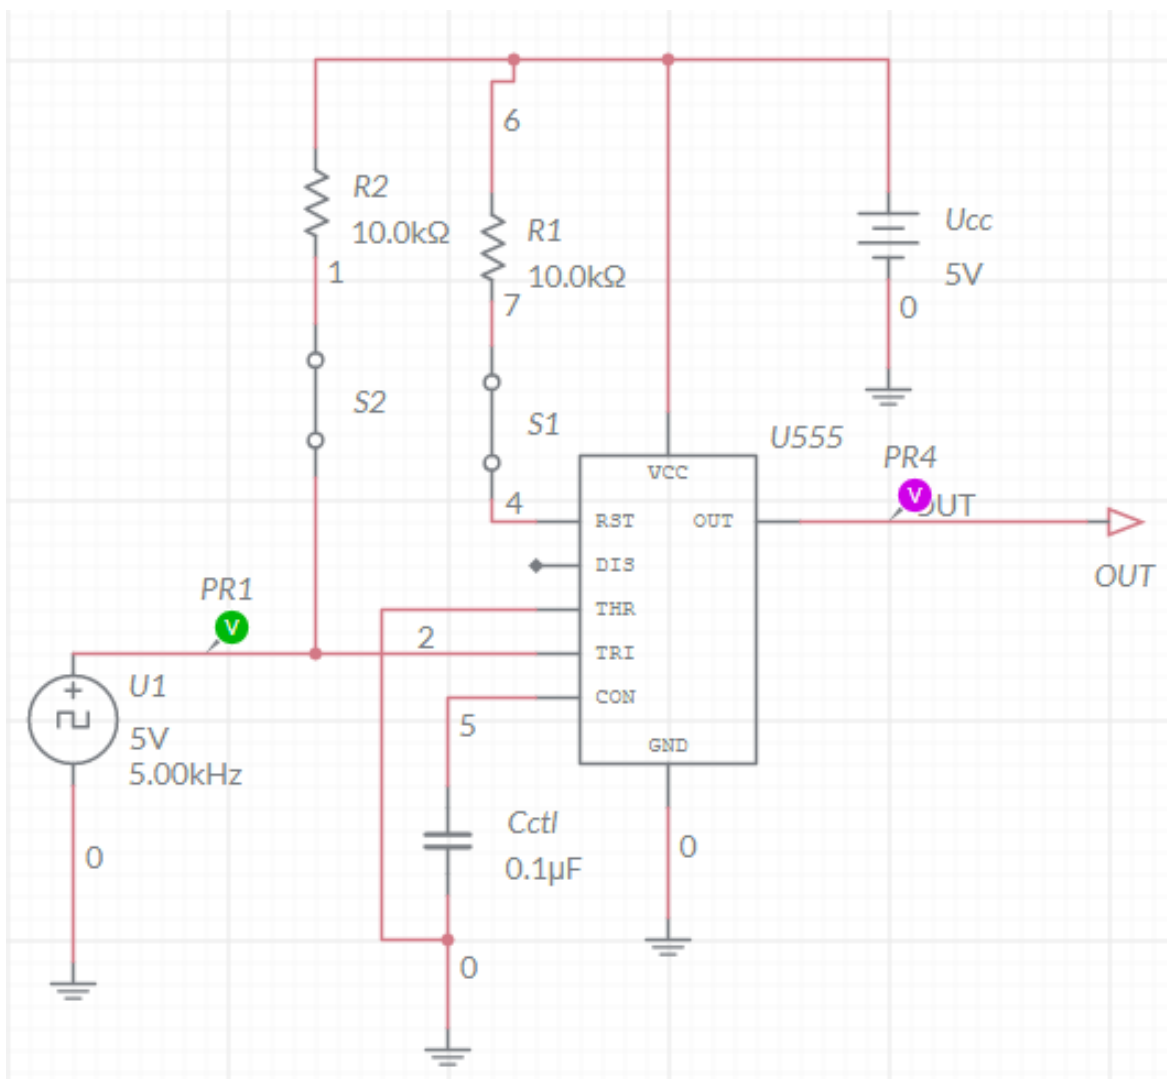 6
R2
10.0kΩ
R1
10.0kΩ
Ucc
5V
1
7
0
S2
S1
U555
PR4
V
OUT
VCC
4
RST
OUT
DIS
OUT
PR1
V
THR
2
TRI
U1
CON
5
5V
5.00kHz
GND
Cctl
0.1µF
0
0
0